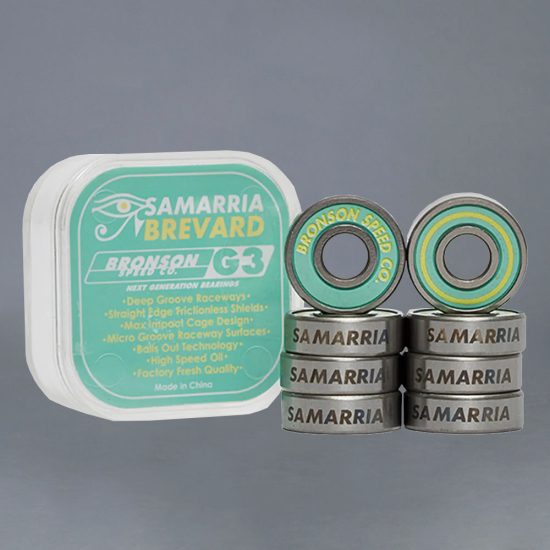 SAMARRIA
BREVARD
BRONSON
SPEED CO.
G3
NEXT GENERATION BEARINGS
• Deep Groove Raceways •
• Straight Edge Frictionless Shields •
• Max Impact Cage Design •
• Micro Groove Raceway Surfaces •
• Balls Out Technology •
• High Speed Oil •
• Factory Fresh Quality •
Made in China
BRONSON SPEED CO.
SAMARRIA
SAMARRIA
SAMARRIA
SAMARRIA
SAMARRIA
SAMARRIA